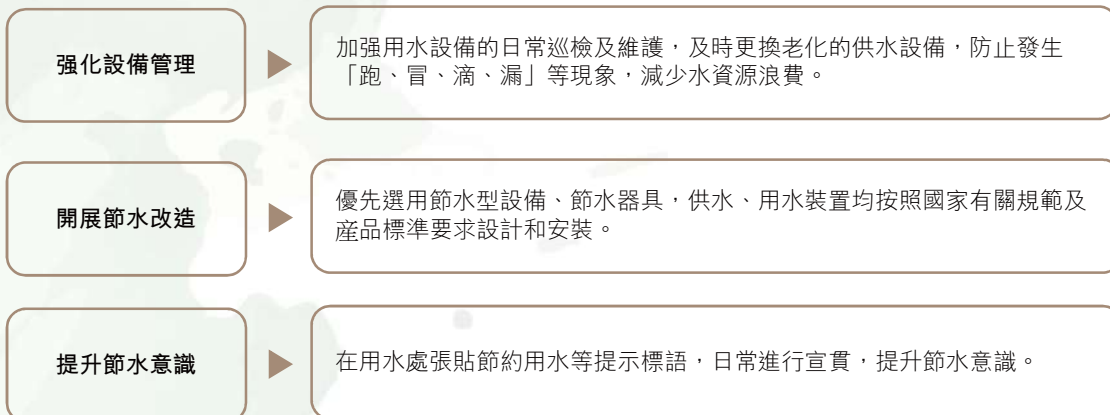 强化設備管理
加强用水設備的日常巡檢及維護，及時更換老化的供水設備，防止發生
「跑、冒、滴、漏」等現象，減少水資源浪費。
開展節水改造
優先選用節水型設備、節水器具，供水、用水裝置均按照國家有關規範及
産品標準要求設計和安裝。
提升節水意識
在用水處張貼節約用水等提示標語，日常進行宣貫，提升節水意識。